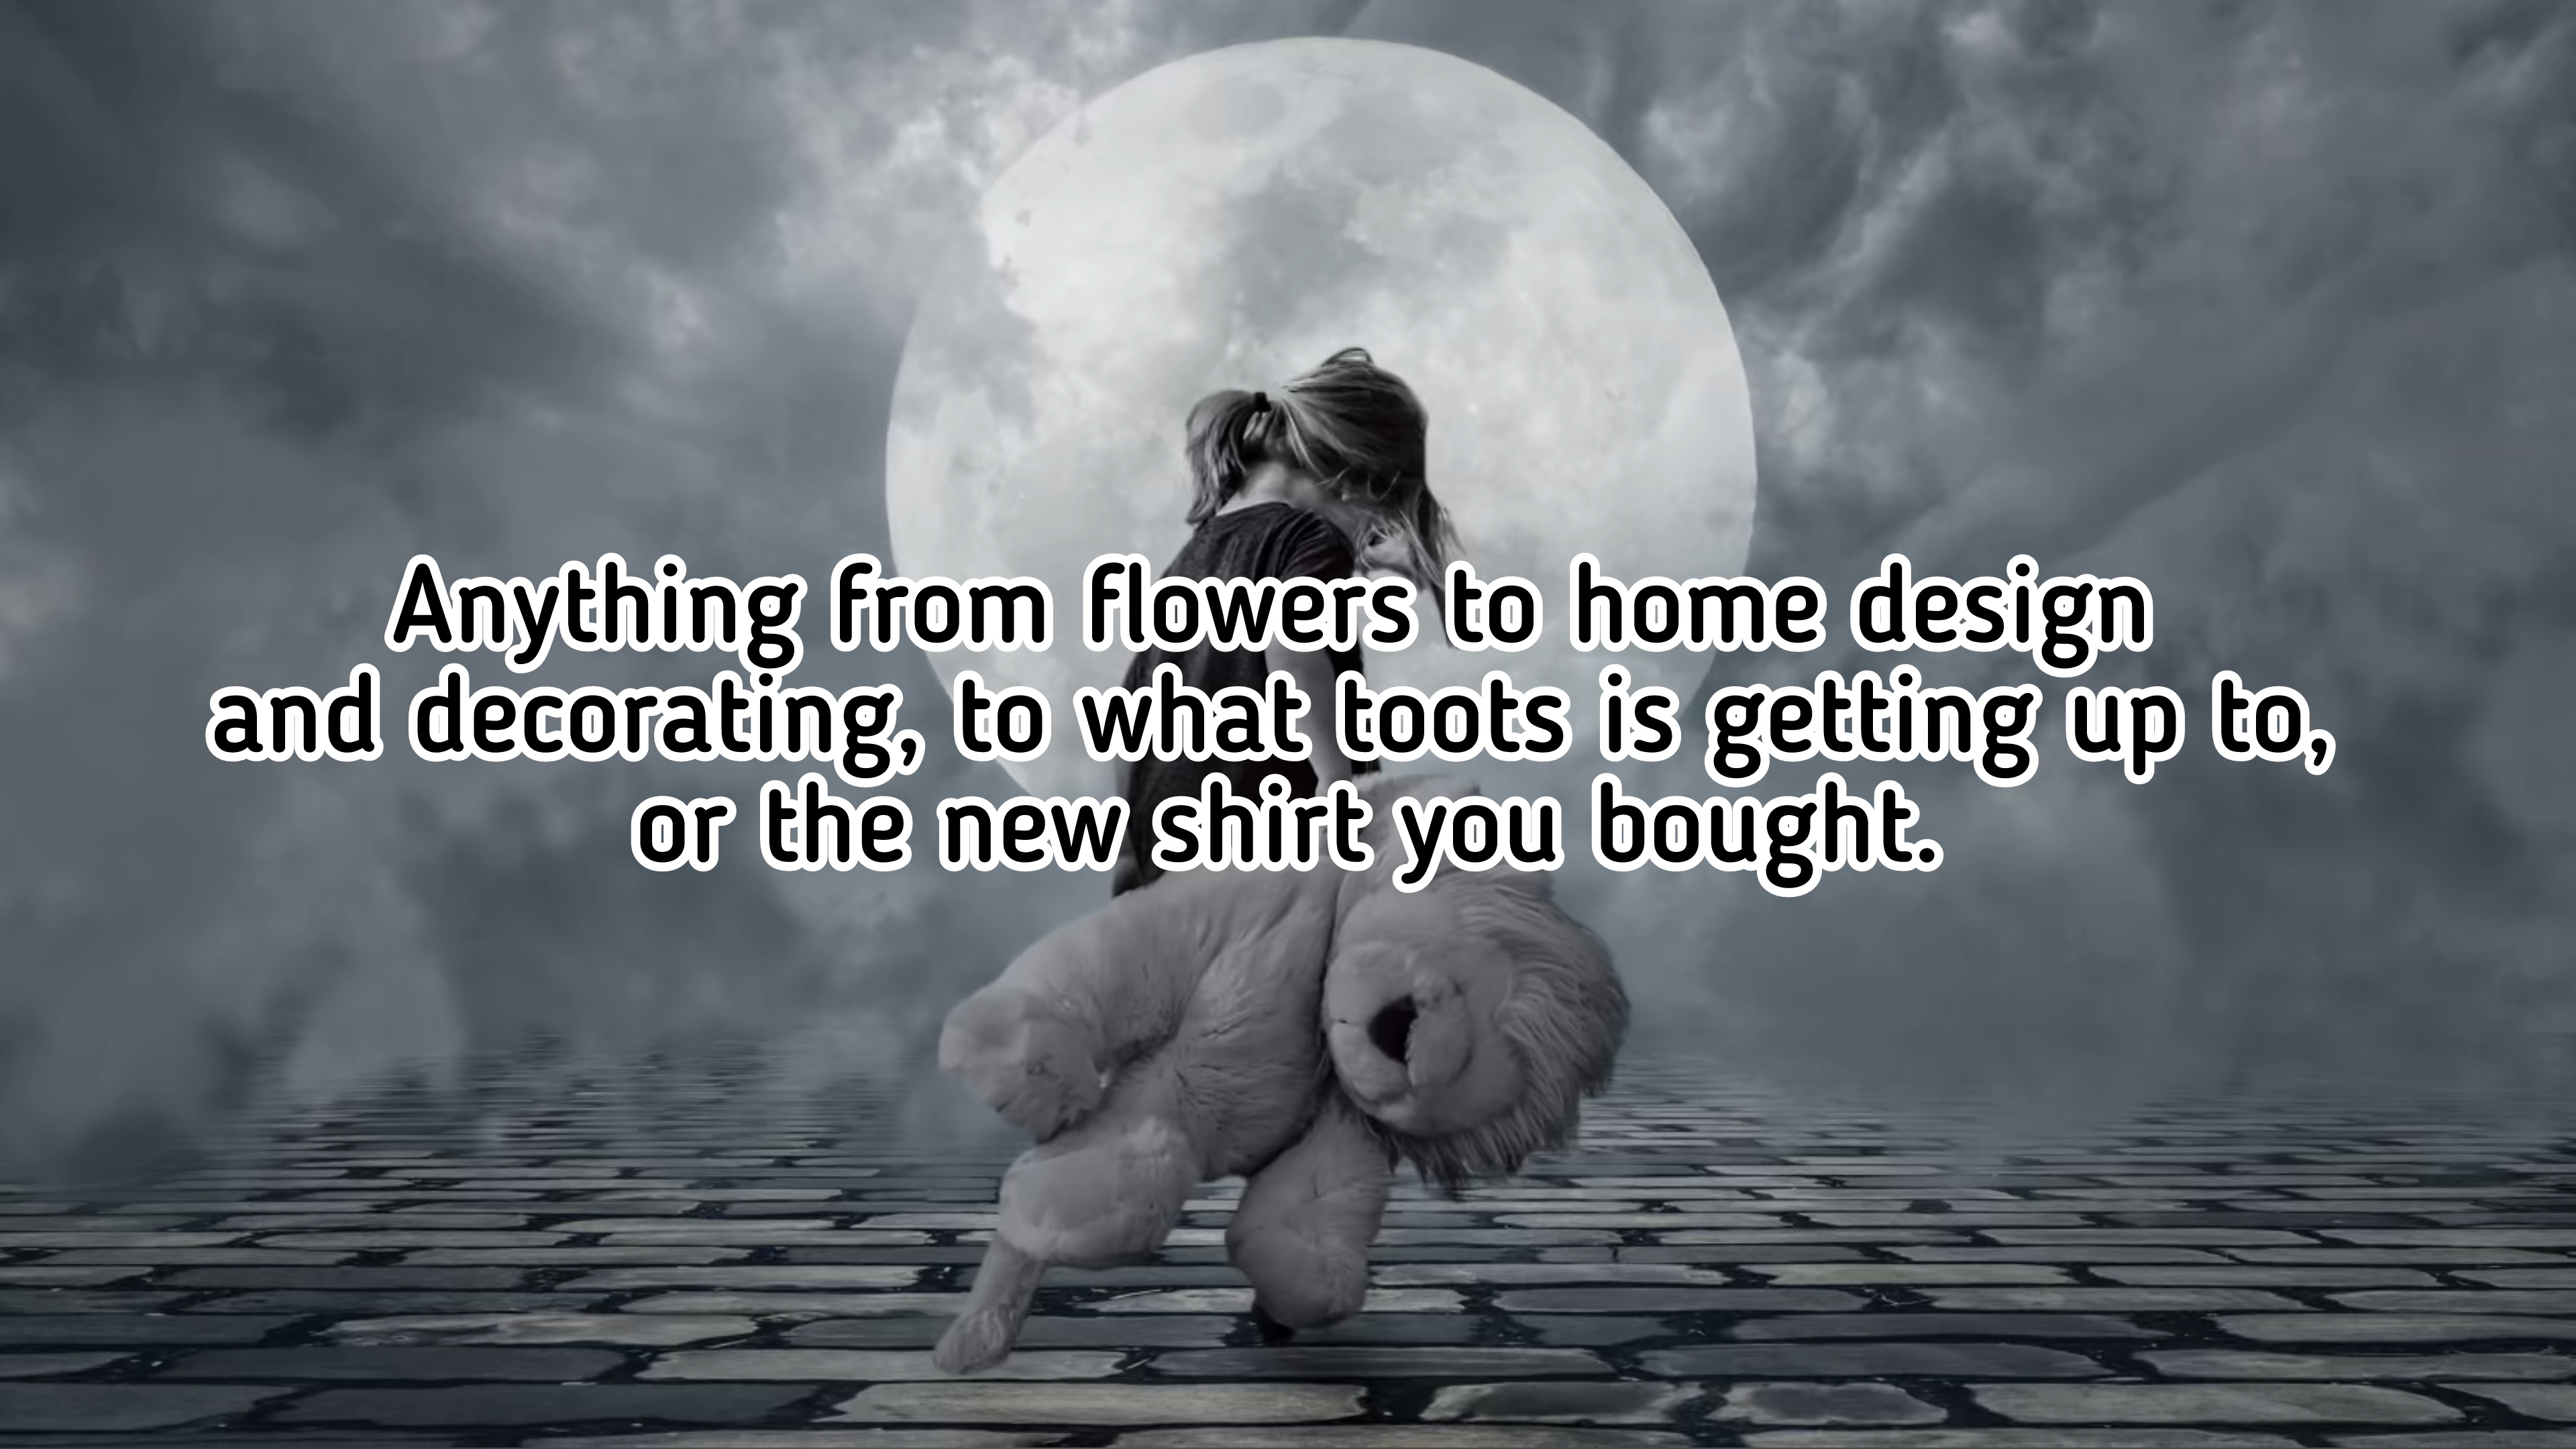 Anything from flowers to home design
and decorating, to what toots is getting up to,
or the new shirt you bought.